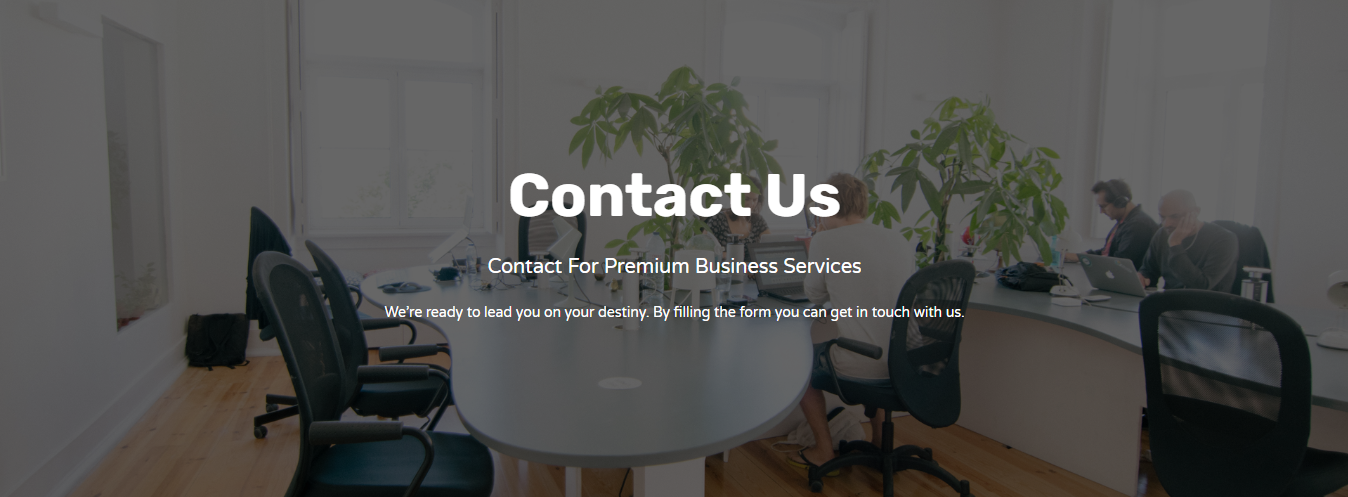 Contact Us
Contact For Premium Business Services
We're ready to lead you on your destiny. By filling the form you can get in touch with us.